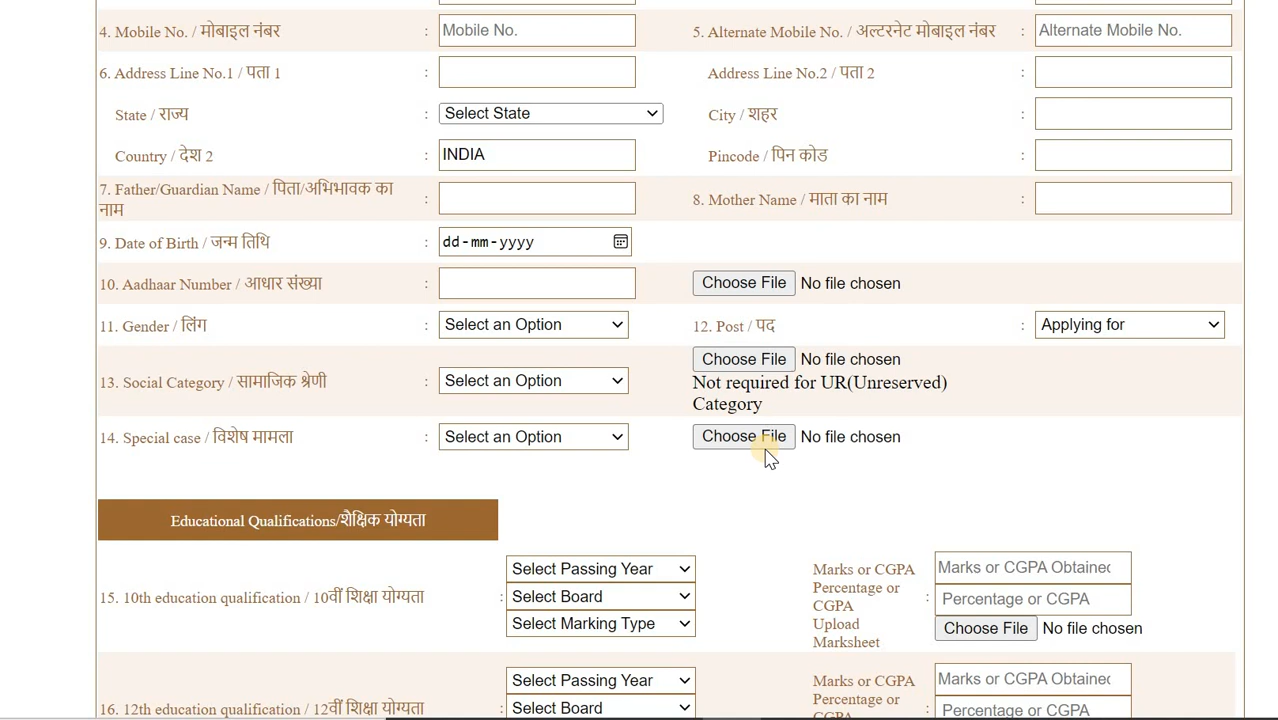 4. Mobile No. / मोबाइल नंबर : Mobile No. 5. Alternate Mobile No. / अल्टरनेट मोबाइल नंबर : Alternate Mobile No.
6. Address Line No.1 / पता 1 : Address Line No.2 / पता 2 :
State / राज्य : Select State City / शहर :
Country / देश 2 : INDIA Pincode / पिन कोड :
7. Father/Guardian Name / पिता/अभिभावक का
नाम : 8. Mother Name / माता का नाम :
9. Date of Birth / जन्म तिथि : dd-mm-yyyy
10. Aadhaar Number / आधार संख्या : Choose File No file chosen
11. Gender / लिंग : Select an Option 12. Post / पद : Applying for
Choose File No file chosen
13. Social Category / सामाजिक श्रेणी : Select an Option Not required for UR(Unreserved)
Category
14. Special case / विशेष मामला : Select an Option Choose File No file chosen
Educational Qualifications/शैक्षिक योग्यता
15. 10th education qualification / 10वीं शिक्षा योग्यता :
Select Passing Year
Select Board
Select Marking Type
Marks or CGPA
Percentage or
CGPA
Upload
Marksheet
:
Marks or CGPA Obtained
Percentage or CGPA
Choose File No file chosen
16. 12th education qualification / 12वीं शिक्षा योग्यता :
Select Passing Year
Select Board
Marks or CGPA
Percentage or
Marks or CGPA Obtained
Percentage or CGPA